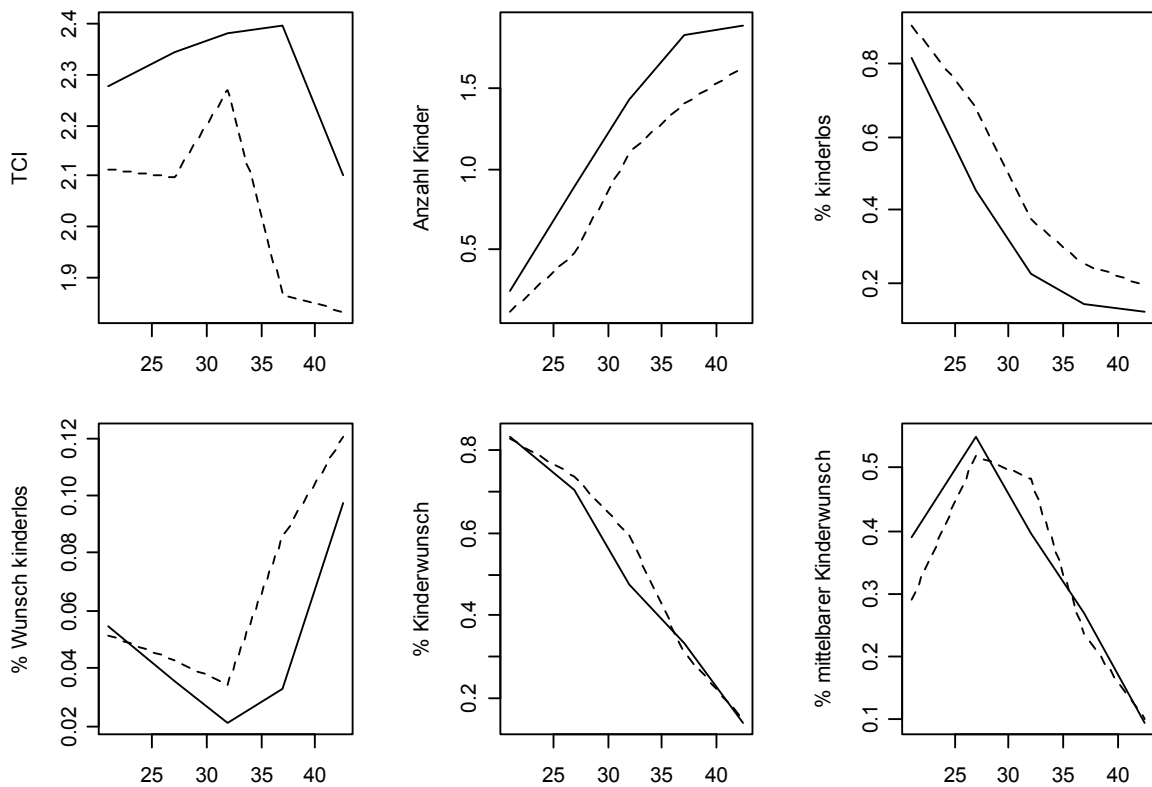 TCI
2.4
2.3
2.2
2.1
2.0
1.9
25 30 35 40
Anzahl Kinder
1.5
1.0
0.5
25 30 35 40
% kinderlos
0.8
0.6
0.4
0.2
25 30 35 40
% Wunsch kinderlos
0.12
0.10
0.08
0.06
0.04
0.02
25 30 35 40
% Kinderwunsch
0.8
0.6
0.4
0.2
25 30 35 40
% mittelbarer Kinderwunsch
0.5
0.4
0.3
0.2
0.1
25 30 35 40